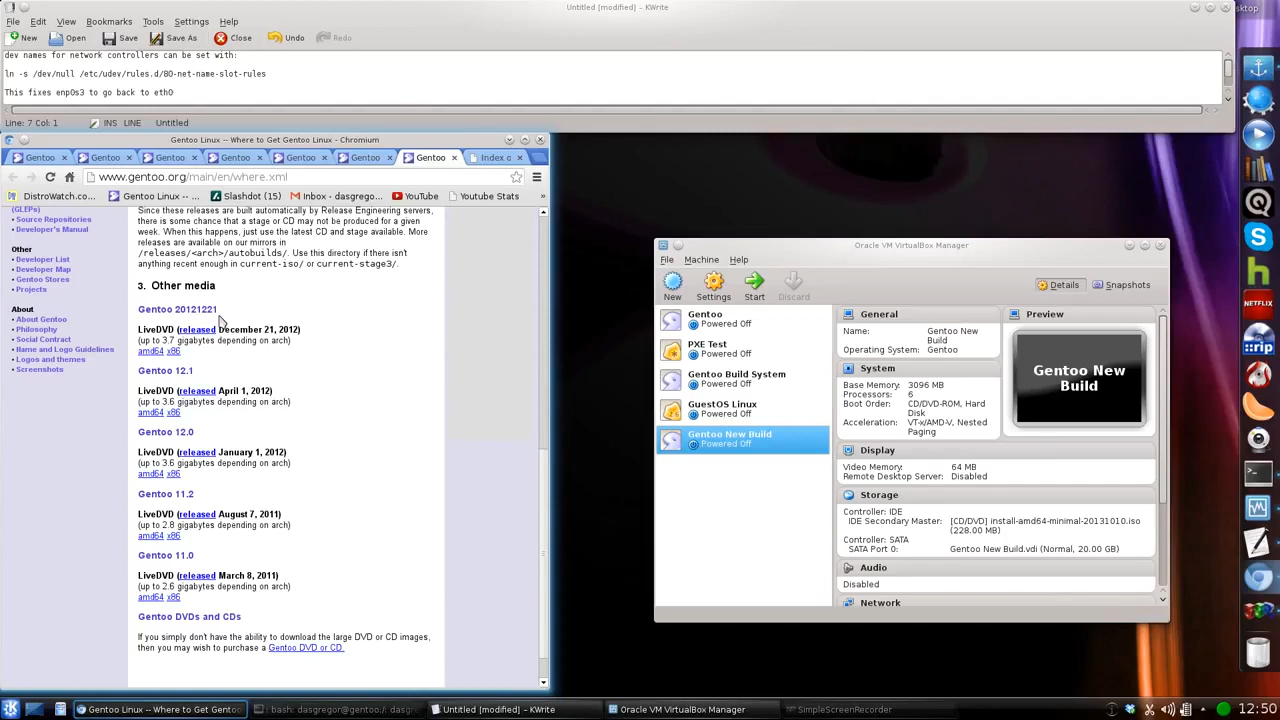 Untitled [modified] – KWrite
File Edit View Bookmarks Tools Settings Help
New Open Save Save As Close Undo Redo
dev names for network controllers can be set with:
ln -s /dev/null /etc/udev/rules.d/80-net-name-slot-rules
This fixes enp0s3 to go back to eth0
Line: 7 Col: 1 INS LINE Untitled
Gentoo Linux -- Where to Get Gentoo Linux - Chromium
Gentoo Gentoo Gentoo Gentoo Gentoo Gentoo Gentoo Index o
www.gentoo.org/main/en/where.xml
DistroWatch.co... Gentoo Linux -- ... Slashdot (15) Inbox - dasgrego... YouTube Youtube Stats
(GLEPs)
Source Repositories
Developer's Manual
Other
Developer List
Developer Map
Gentoo Stores
Projects
About
About Gentoo
Philosophy
Social Contract
Name and Logo Guidelines
Logos and themes
Screenshots
Since these releases are built automatically by Release Engineering servers,
there is some chance that a stage or CD may not be produced for a given
week. When this happens, just use the latest CD and stage available. More
releases are available on our mirrors in
/releases/<arch>/autobuilds/. Use this directory if there isn't
anything recent enough in current-iso/ or current-stage3/.
3. Other media
Gentoo 20121221
LiveDVD (released December 21, 2012)
(up to 3.7 gigabytes depending on arch)
amd64 x86
Gentoo 12.1
LiveDVD (released April 1, 2012)
(up to 3.6 gigabytes depending on arch)
amd64 x86
Gentoo 12.0
LiveDVD (released January 1, 2012)
(up to 3.6 gigabytes depending on arch)
amd64 x86
Gentoo 11.2
LiveDVD (released August 7, 2011)
(up to 2.8 gigabytes depending on arch)
amd64 x86
Gentoo 11.0
LiveDVD (released March 8, 2011)
(up to 2.6 gigabytes depending on arch)
amd64 x86
Gentoo DVDs and CDs
If you simply don't have the ability to download the large DVD or CD images,
then you may wish to purchase a Gentoo DVD or CD.
Oracle VM VirtualBox Manager
File Machine Help
New Settings Start Discard
Details Snapshots
Gentoo
Powered Off
PXE Test
Powered Off
Gentoo Build System
Powered Off
GuestOS Linux
Powered Off
Gentoo New Build
Powered Off
General
Name: Gentoo New
Build
Operating System: Gentoo
System
Base Memory: 3096 MB
Processors: 6
Boot Order: CD/DVD-ROM, Hard
Disk
Acceleration: VT-x/AMD-V, Nested
Paging
Display
Video Memory: 64 MB
Remote Desktop Server: Disabled
Storage
Controller: IDE
IDE Secondary Master: [CD/DVD] install-amd64-minimal-20131010.iso
(228.00 MB)
Controller: SATA
SATA Port 0: Gentoo New Build.vdi (Normal, 20.00 GB)
Audio
Disabled
Network
Preview
Gentoo New
Build
sktop
NETFLIX
::rip
Gentoo Linux -- Where to Get Gentoo
bash: dasgregor@gentoo:/: dasg
Untitled [modified] – KWrite
Oracle VM VirtualBox Manager
SimpleScreenRecorder
12:50